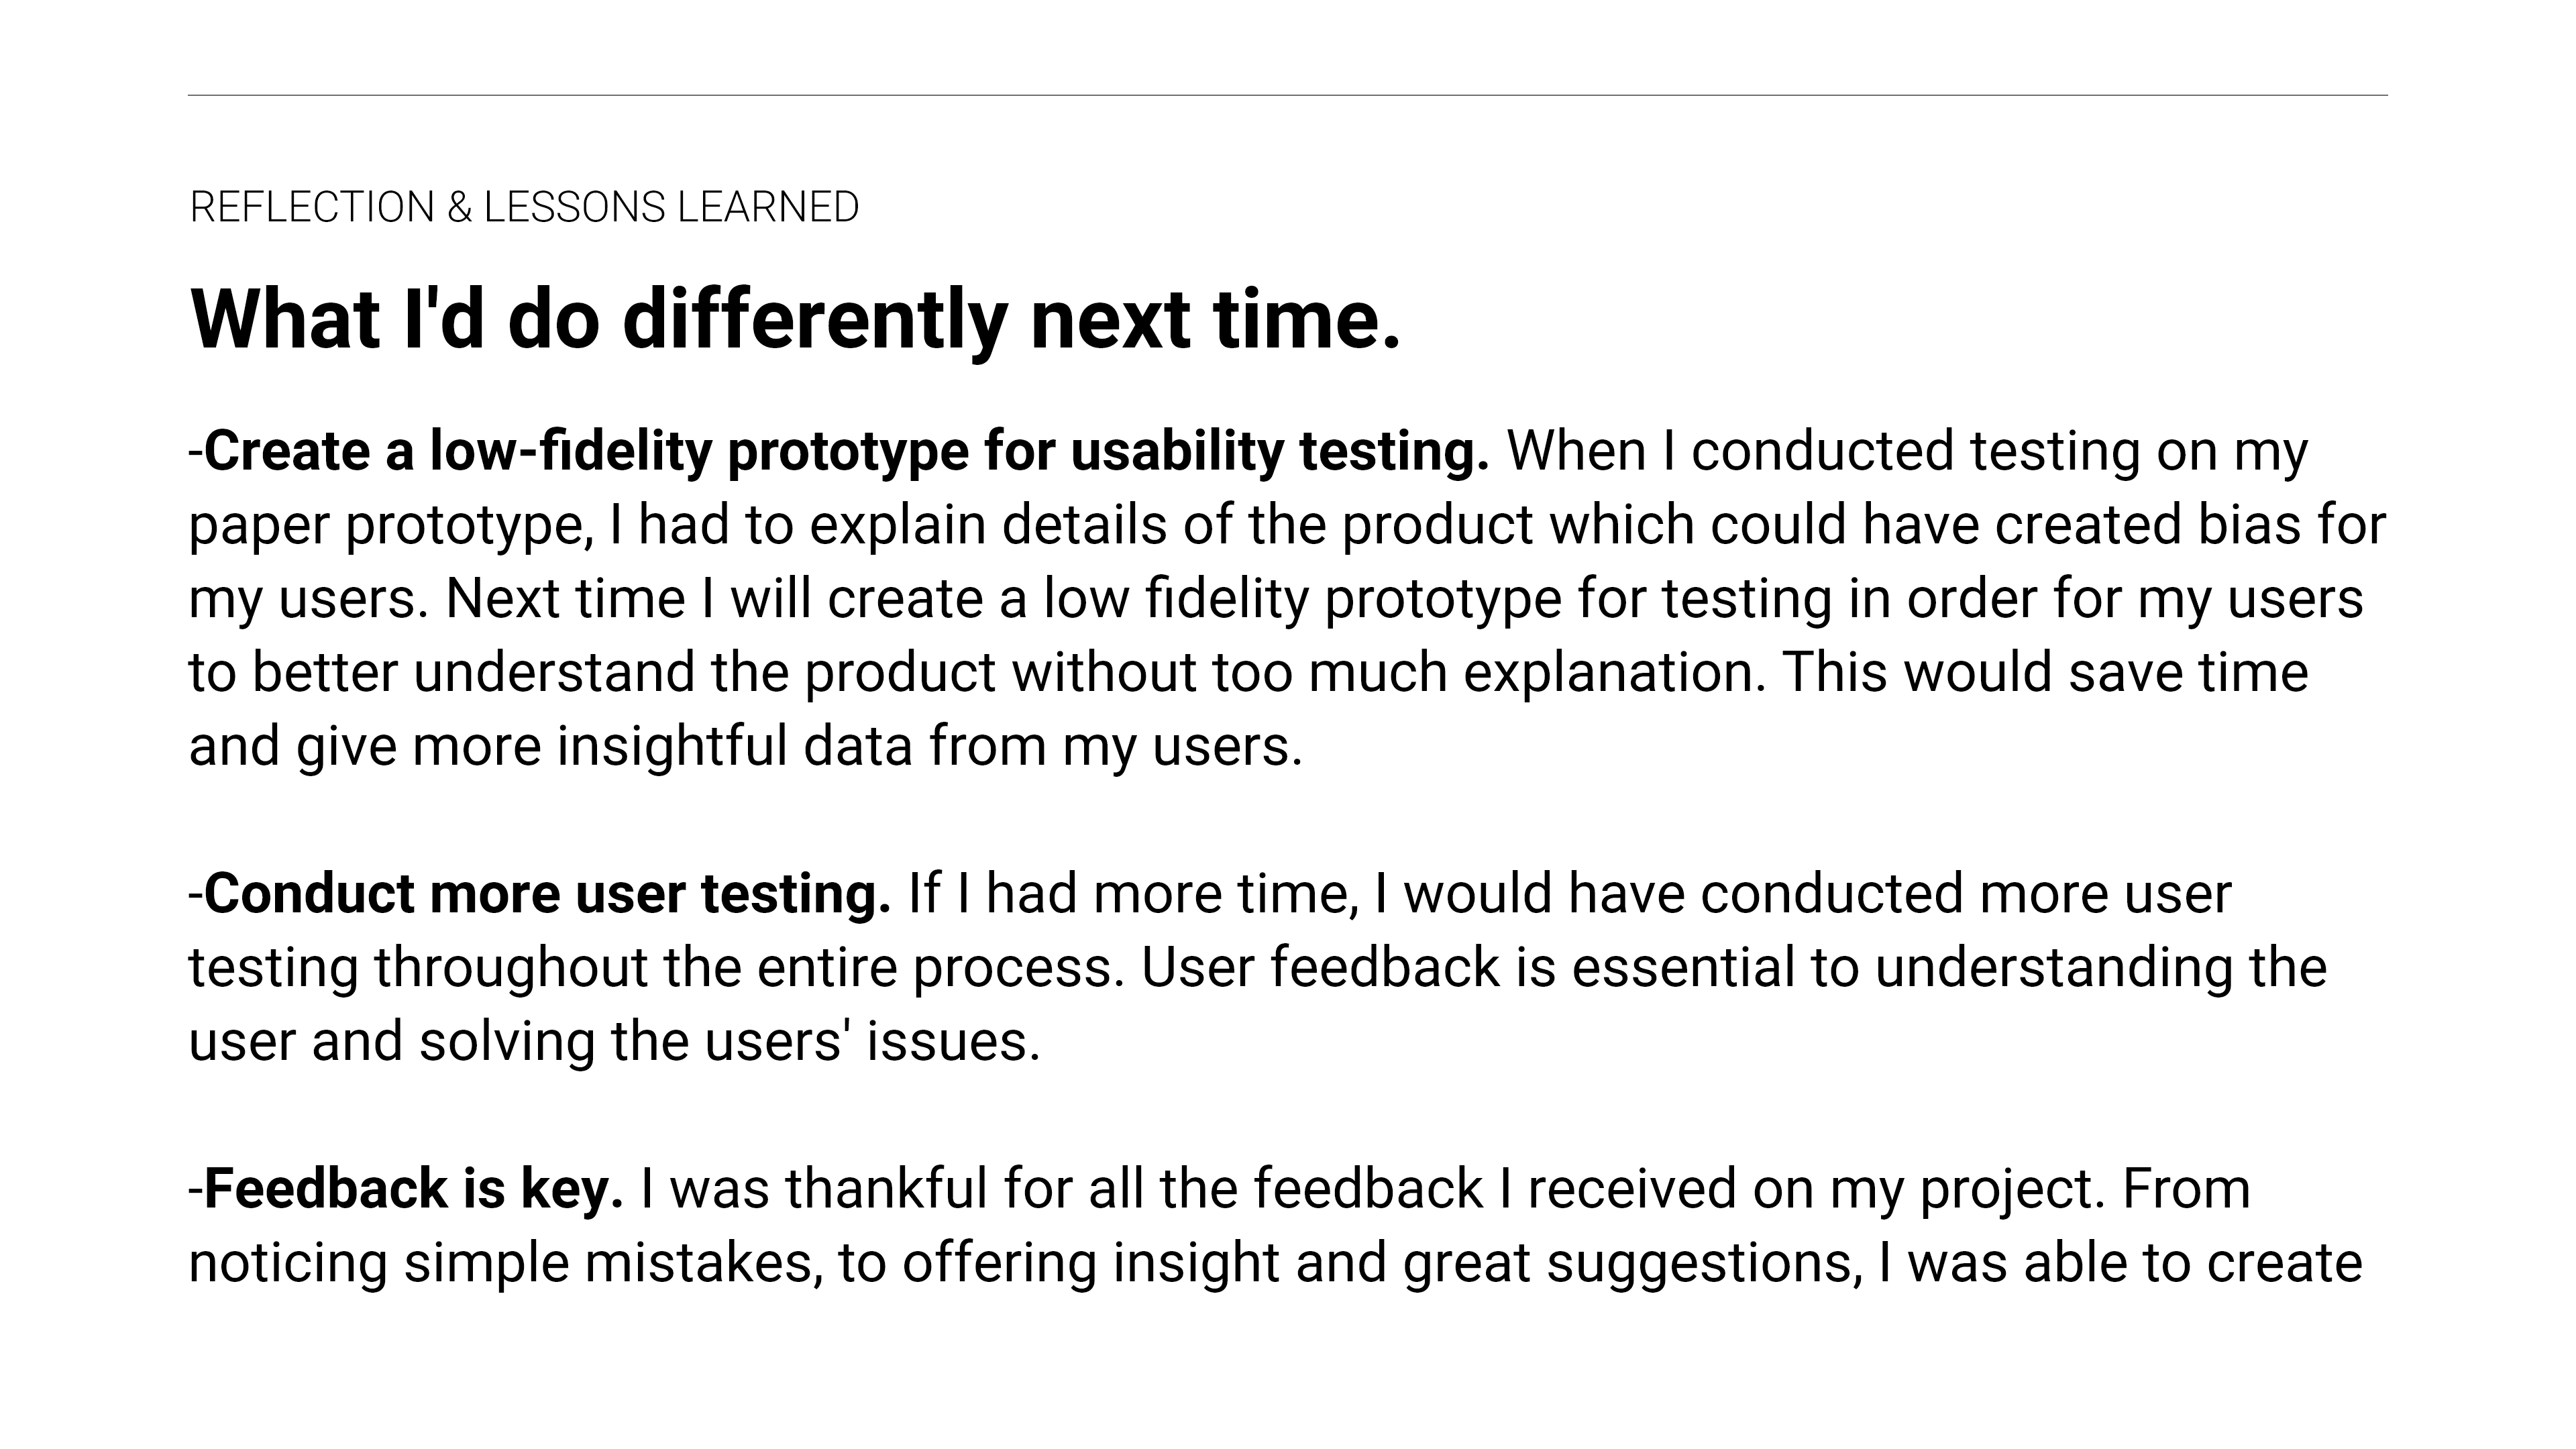 REFLECTION & LESSONS LEARNED
What I'd do differently next time.
-Create a low-fidelity prototype for usability testing. When I conducted testing on my
paper prototype, I had to explain details of the product which could have created bias for
my users. Next time I will create a low fidelity prototype for testing in order for my users
to better understand the product without too much explanation. This would save time
and give more insightful data from my users.
-Conduct more user testing. If I had more time, I would have conducted more user
testing throughout the entire process. User feedback is essential to understanding the
user and solving the users' issues.
-Feedback is key. I was thankful for all the feedback I received on my project. From
noticing simple mistakes, to offering insight and great suggestions, I was able to create